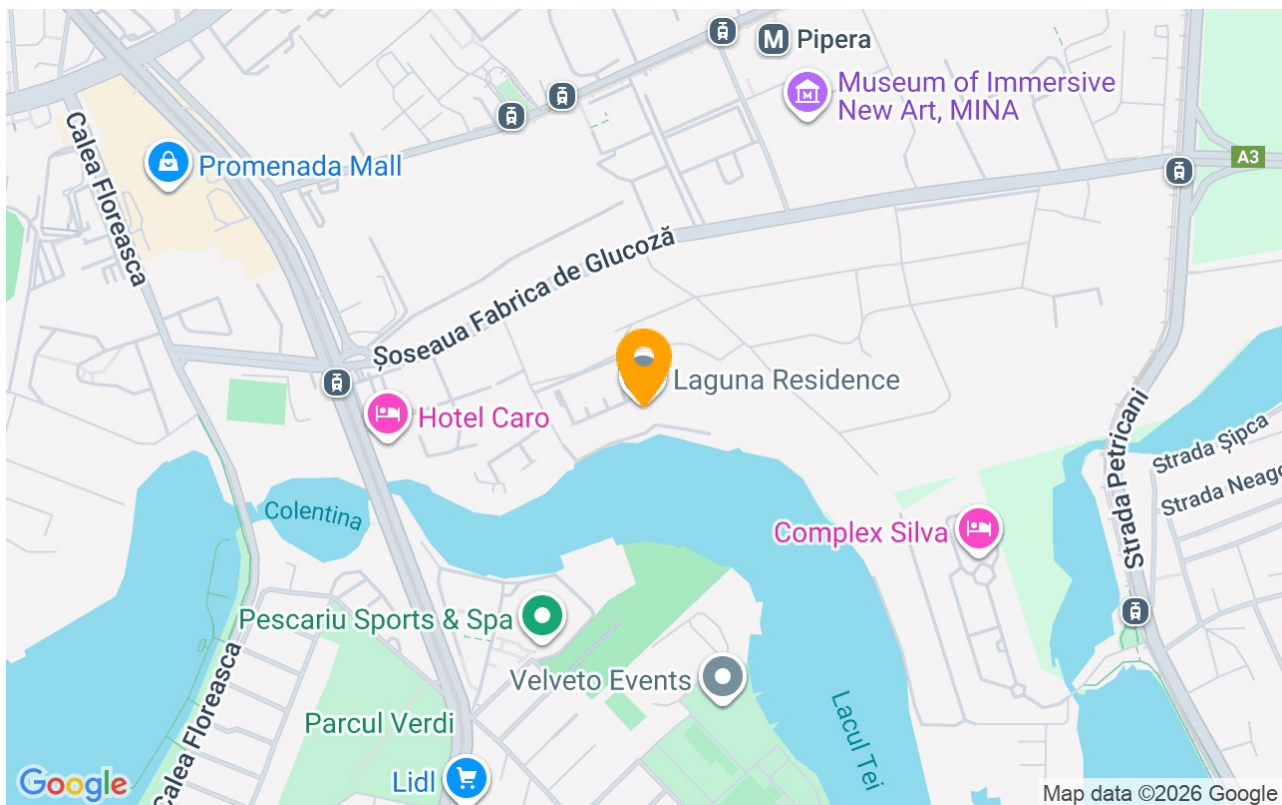 M Pipera
Museum of Immersive
New Art, MINA
Calea Floreasca
Promenada Mall
A3
Șoseaua Fabrica de Glucoză
Laguna Residence
Hotel Caro
Strada Petricani
Strada Șipca
Strada Neago
Colentina
Complex Silva
Pescariu Sports & Spa
Calea Floreasca
Velveto Events
Parcul Verdi
Lacul Tei
Lidl
Google
Map data ©2026 Google